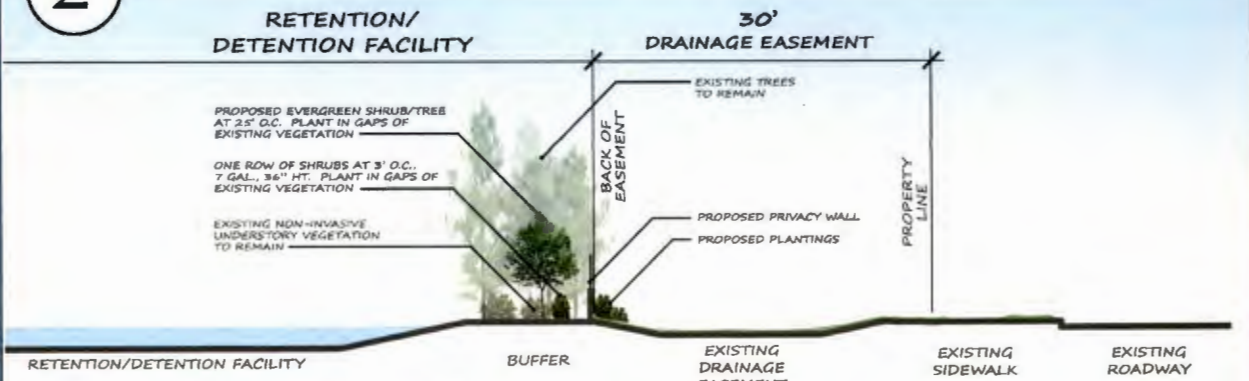 2
RETENTION/
DETENTION FACILITY
30'
DRAINAGE EASEMENT
PROPOSED EVERGREEN SHRUB/TREE
AT 25' O.C. PLANT IN GAPS OF
EXISTING VEGETATION
ONE ROW OF SHRUBS AT 3' O.C.,
7 GAL., 36" HT. PLANT IN GAPS OF
EXISTING VEGETATION
EXISTING NON-INVASIVE
UNDERSTORY VEGETATION
TO REMAIN
EXISTING TREES
TO REMAIN
BACK OF
EASEMENT
PROPOSED PRIVACY WALL
PROPOSED PLANTINGS
PROPERTY
LINE
RETENTION/DETENTION FACILITY
BUFFER
EXISTING
DRAINAGE
EASEMENT
EXISTING
SIDEWALK
EXISTING
ROADWAY